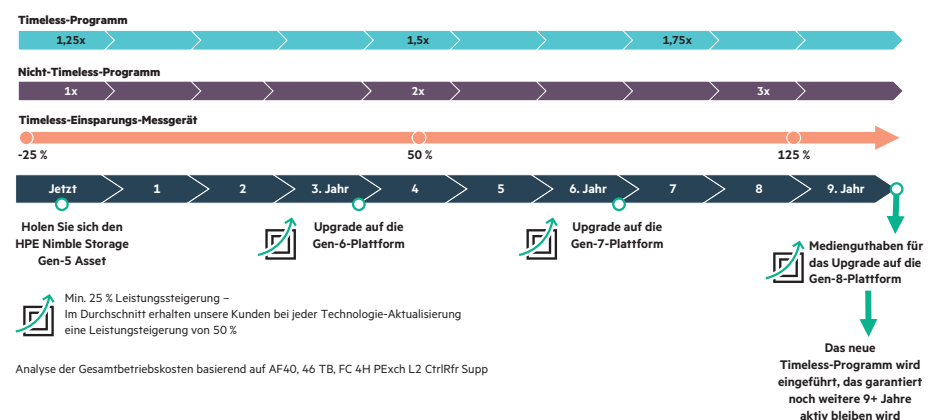 Timeless-Programm
1,25x 1,5x 1,75x
Nicht-Timeless-Programm
1x 2x 3x
Timeless-Einsparungs-Messgerät
-25 % 50 % 125 %
Jetzt 1 2 3. Jahr 4 5 6. Jahr 7 8 9. Jahr
Holen Sie sich den
HPE Nimble Storage
Gen-5 Asset
Upgrade auf die
Gen-6-Plattform
Upgrade auf die
Gen-7-Plattform
Medienguthaben für
das Upgrade auf die
Gen-8-Plattform
Min. 25 % Leistungssteigerung –
Im Durchschnitt erhalten unsere Kunden bei jeder Technologie-Aktualisierung
eine Leistungsteigerung von 50 %
Analyse der Gesamtbetriebskosten basierend auf AF40, 46 TB, FC 4H PExch L2 CtrlRfr Supp
Das neue
Timeless-Programm wird
eingeführt, das garantiert
noch weitere 9+ Jahre
aktiv bleiben wird